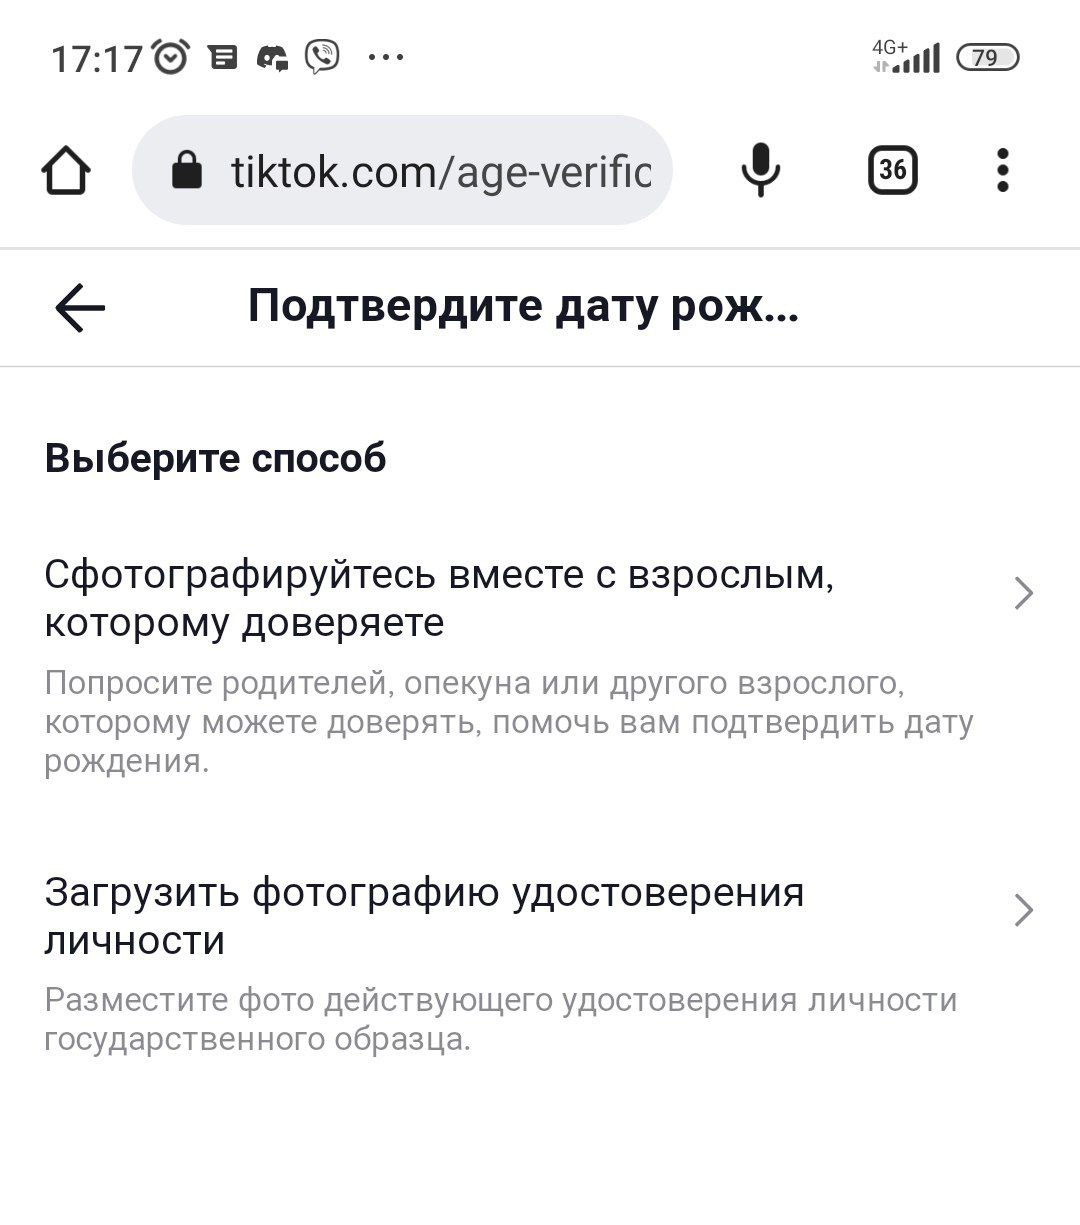 17:17 4G+ 79
tiktok.com/age-verific 36
Подтвердите дату рож...
Выберите способ
Сфотографируйтесь вместе с взрослым,
которому доверяете
Попросите родителей, опекуна или другого взрослого,
которому можете доверять, помочь вам подтвердить дату
рождения.
Загрузить фотографию удостоверения
личности
Разместите фото действующего удостоверения личности
государственного образца.